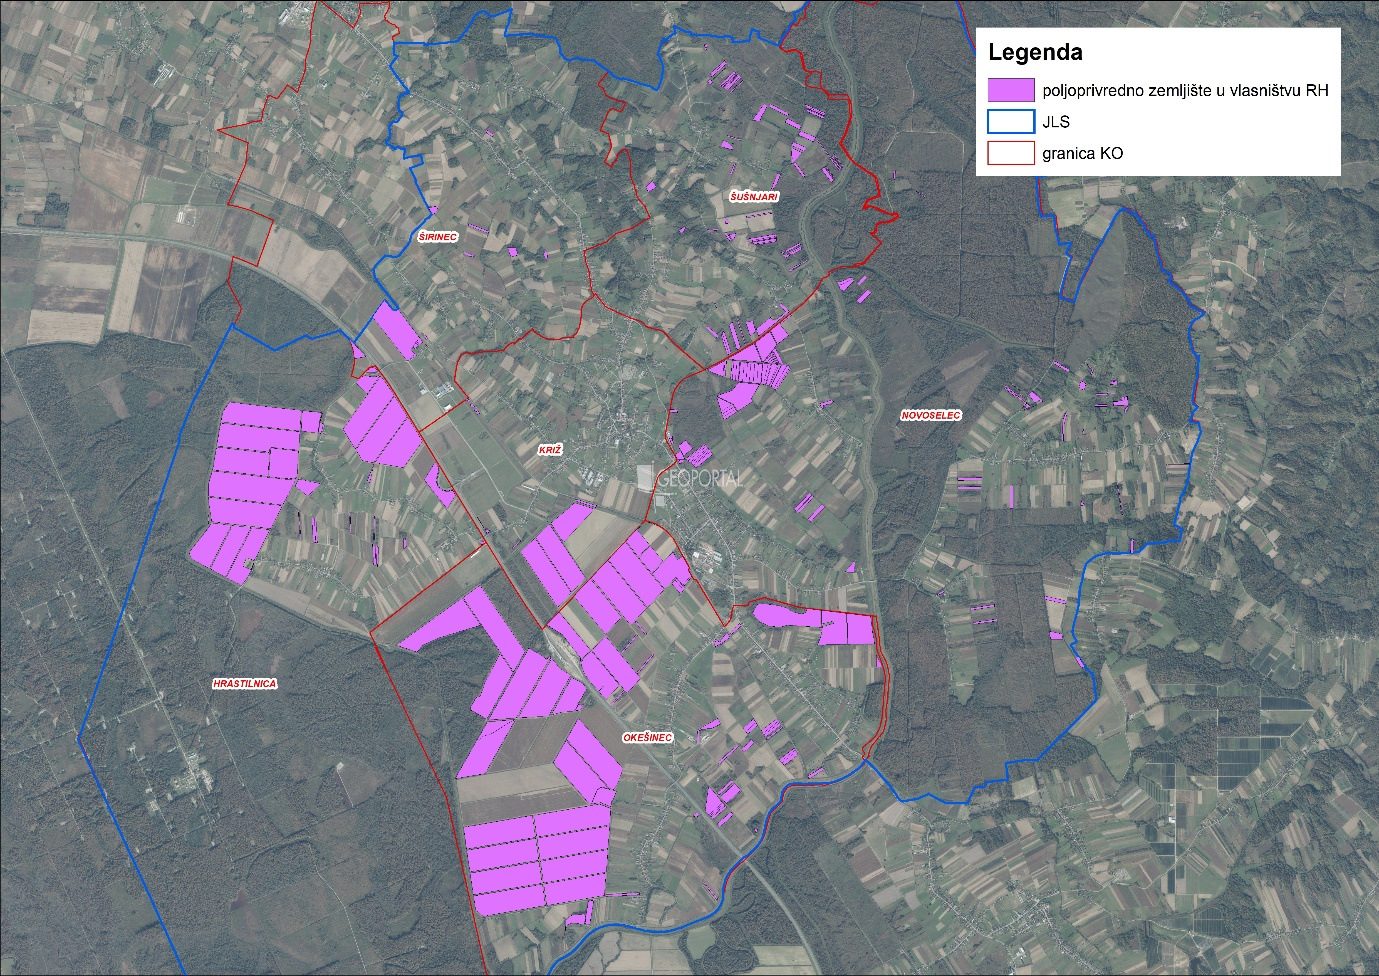 Legenda
poljoprivredno zemljište u vlasništvu RH
JLS
granica KO
ŠUŠNJARI
ŠIRINEC
NOVOSELEC
KRIŽ
GEOPORTAL
HRASTILNICA
OKEŠINEC